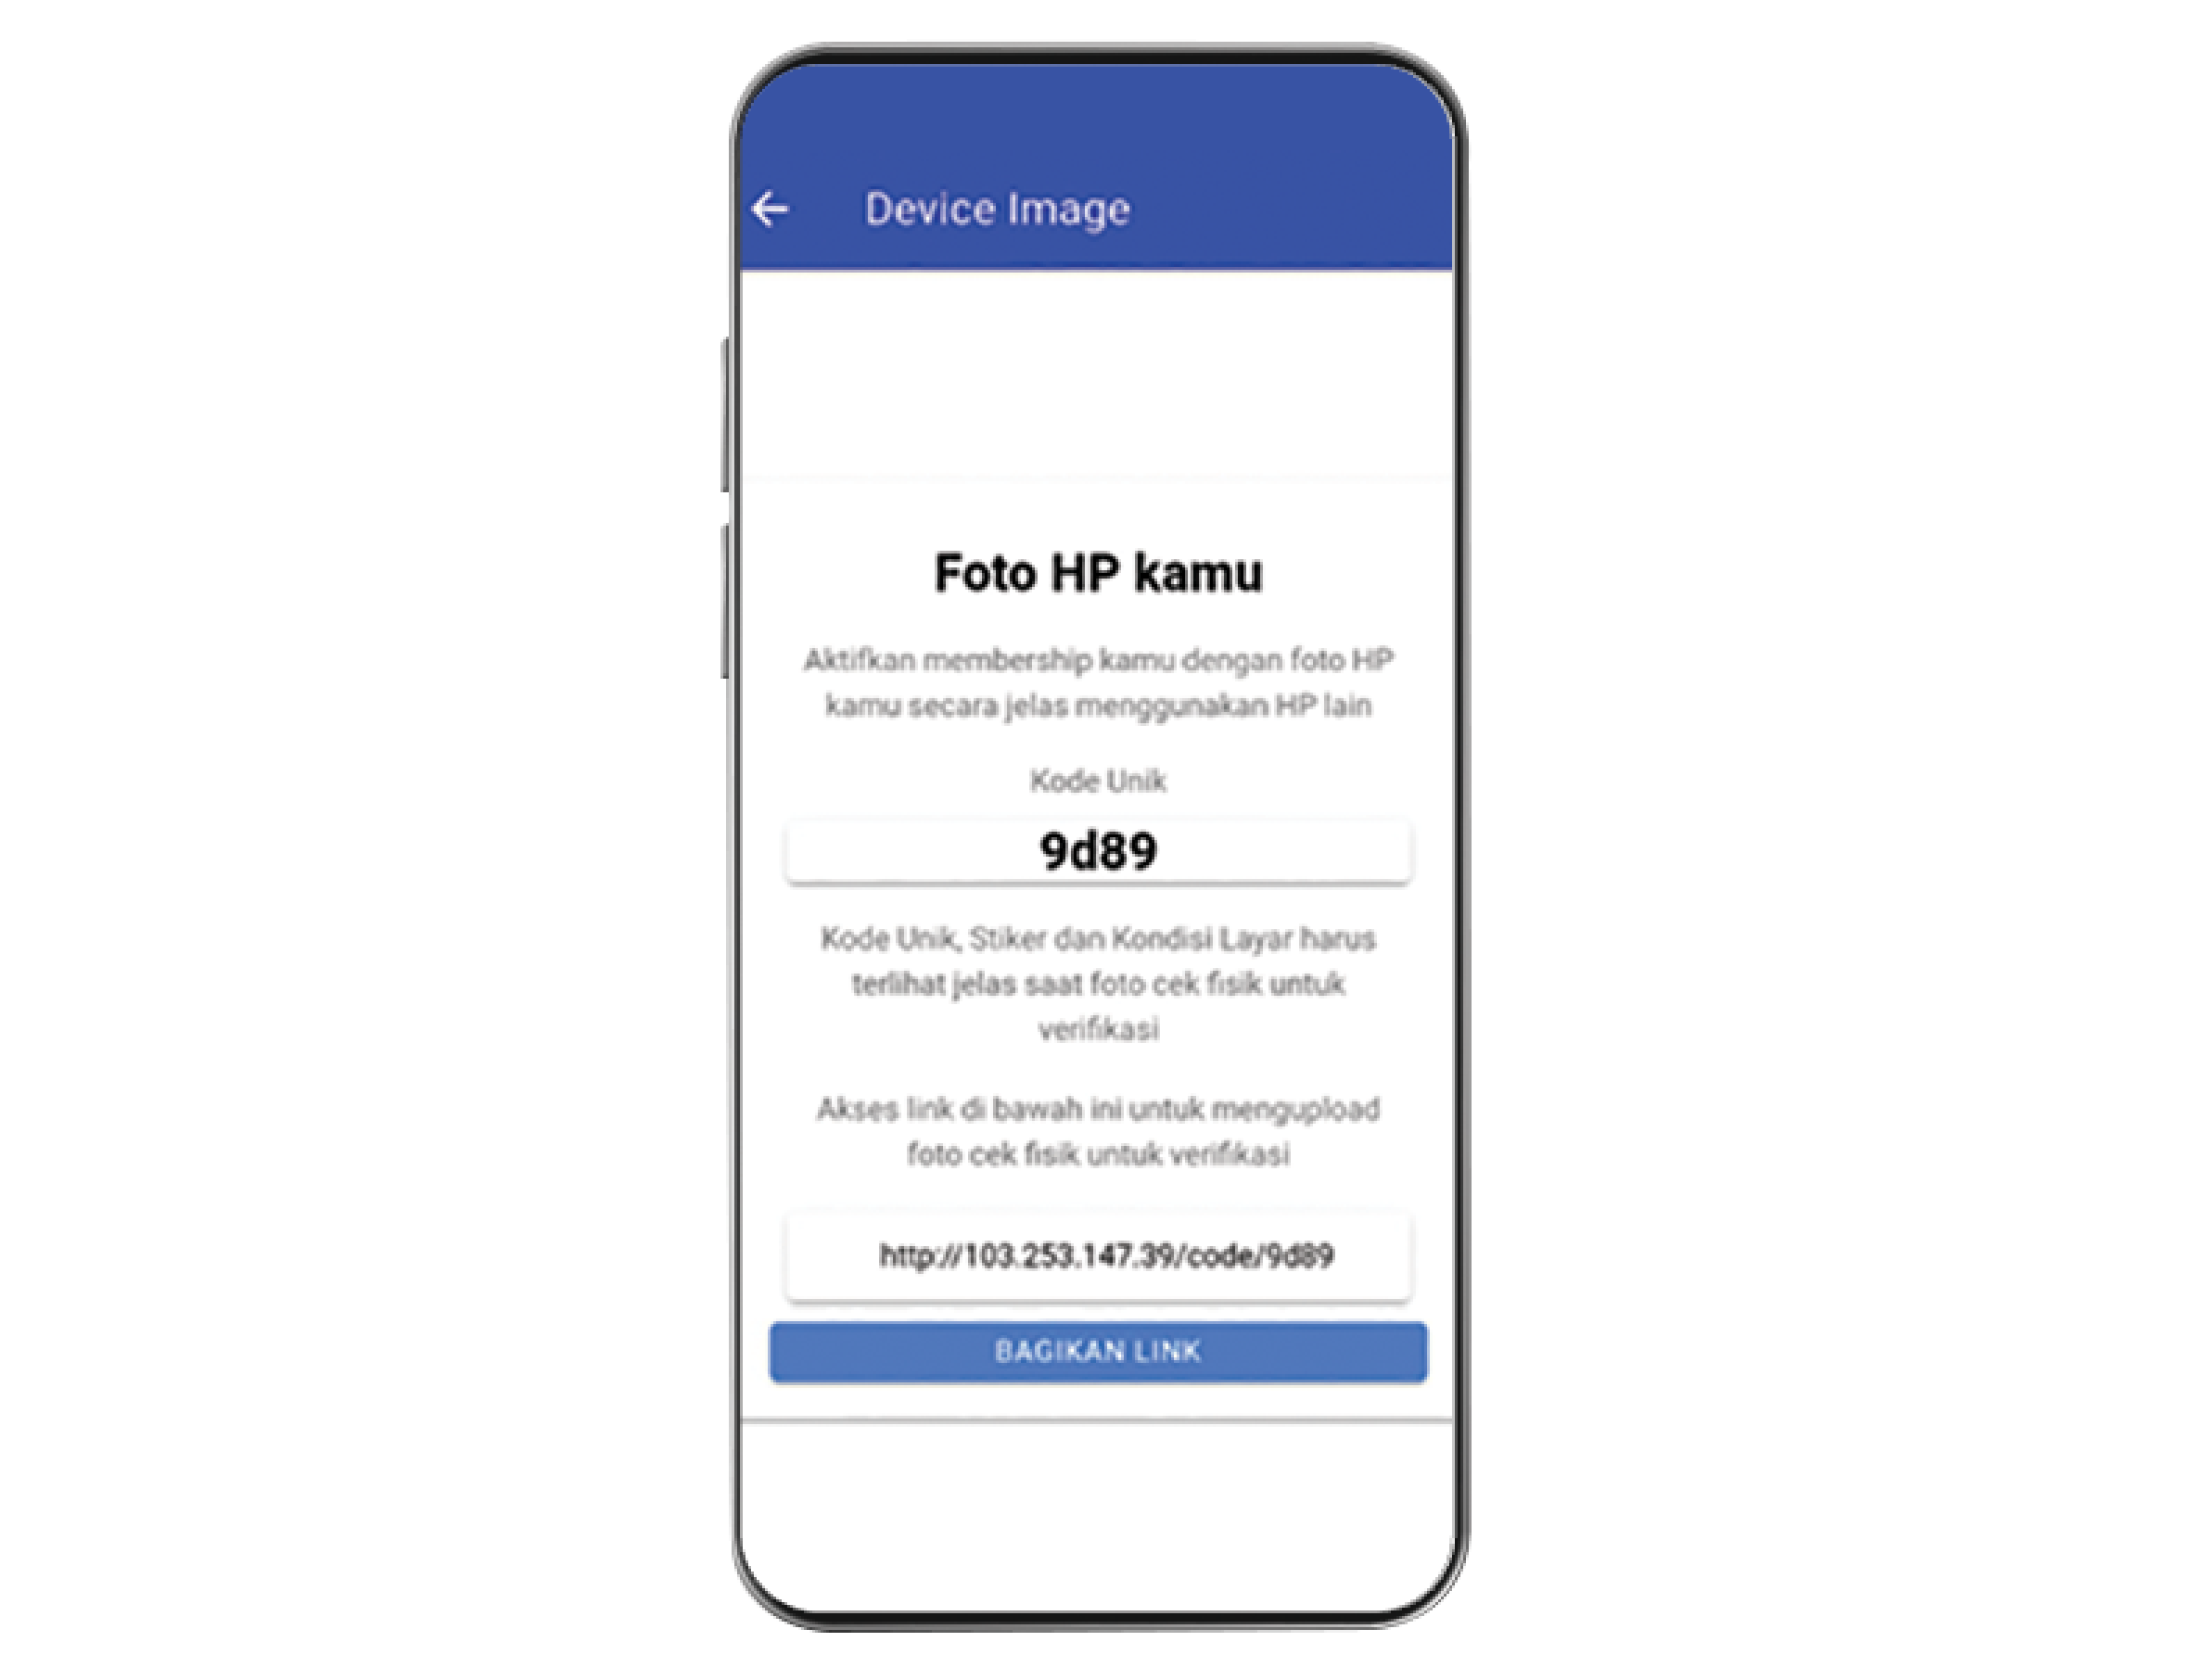 Device Image
Foto HP kamu
Aktifkan membership kamu dengan foto HP
kamu secara jelas menggunakan HP lain
Kode Unik
9d89
Kode Unik, Stiker dan Kondisi Layar harus
terlihat jelas saat foto cek fisik untuk
verifikasi
Akses link di bawah ini untuk mengupload
foto cek fisik untuk verifikasi
http://103.253.147.39/code/9d89
BAGIKAN LINK